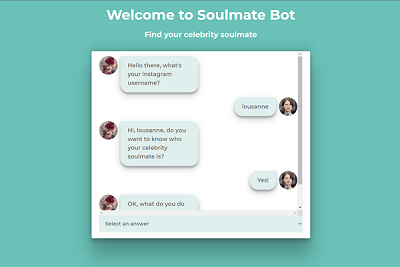 Welcome to Soulmate Bot
Find your celebrity soulmate
Hello there, what's
your instagram
username?
lousanne
Hi, lousanne, do you
want to know who
your celebrity
soulmate is?
Yes!
OK, what do you do
Select an answer